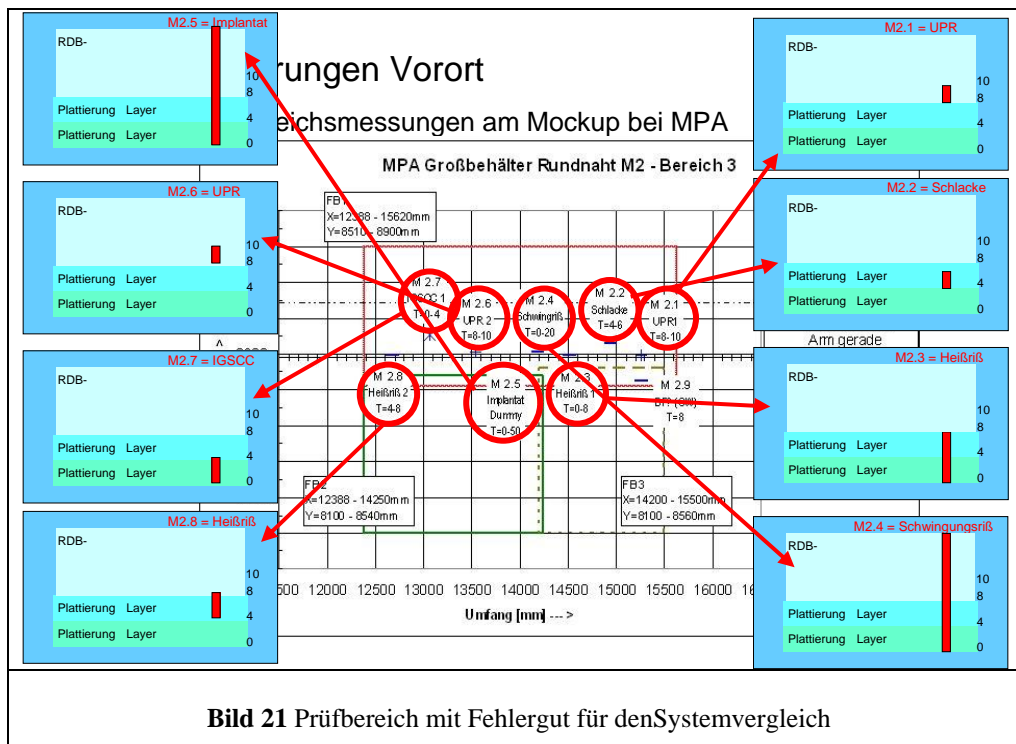 M2.5 = Implantat
RDB-
10
8
Plattierung Layer
4
Plattierung Layer
0
M2.1 = UPR
RDB-
10
8
Plattierung Layer
4
Plattierung Layer
0
rungen Vorort
eichsmessungen am Mockup bei MPA
MPA Großbehälter Rundnaht M2 - Bereich 3
M2.6 = UPR
RDB-
10
8
Plattierung Layer
4
Plattierung Layer
0
M2.2 = Schlacke
RDB-
10
8
Plattierung Layer
4
Plattierung Layer
0
X=12388 - 15620mm
Y=8510 - 8900mm
M 2.7
1
T=0-4
M 2.6
UPR 2
T=8-10
M 2.4
Schwingriß
T=0-20
M 2.2
Schlacke
T=4-6
M 2.1
UPR1
T=8-10
Arm gerade
M2.7 = IGSCC
RDB-
10
8
Plattierung Layer
4
Plattierung Layer
0
M2.3 = Heißriß
RDB-
10
8
Plattierung Layer
4
Plattierung Layer
0
M 2.8
Heißriß 2
T=4-8
M 2.5
Implantat
Dummy
T=0-50
M 2.3
Heißriß 1
T=0-8
M 2.9
T=8
FB2
X=12388 - 14250mm
Y=8100 - 8540mm
FB3
X=14200 - 15500mm
Y=8100 - 8560mm
M2.8 = Heißriß
RDB-
10
8
Plattierung Layer
4
Plattierung Layer
0
M2.4 = Schwingungsriß
RDB-
10
8
Plattierung Layer
4
Plattierung Layer
0
500 12000 12500 13000 13500 14000 14500 15000 15500 16000
Umfang [mm] --->
Bild 21 Prüfbereich mit Fehlergut für denSystemvergleich